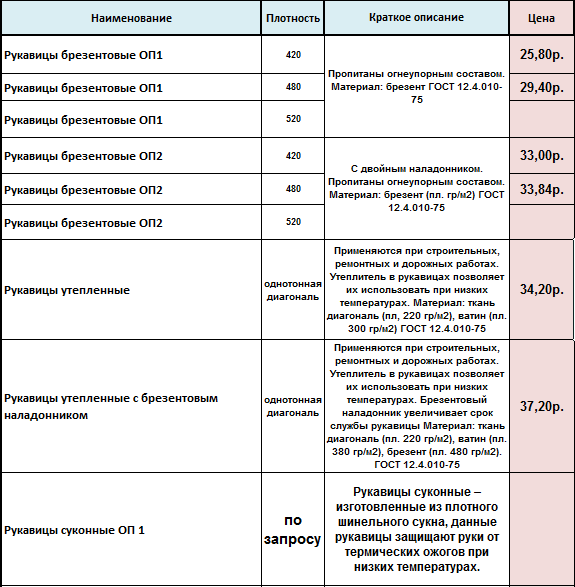 Наименование Плотность Краткое описание Цена
Рукавицы брезентовые ОП1 420 25,80р.
Пропитаны огнеупорным составом.
Рукавицы брезентовые ОП1 480 Материал: брезент ГОСТ 12.4.010- 29,40р.
75
Рукавицы брезентовые ОП1 520
Рукавицы брезентовые ОП2 420 33,00р.
С двойным наладонником.
Пропитаны огнеупорным составом.
Рукавицы брезентовые ОП2 480 Материал: брезент (пл. гр/м2) ГОСТ 33,84р.
12.4.010-75
Рукавицы брезентовые ОП2 520
Применяются при строительных,
ремонтных и дорожных работах.
Утеплитель в рукавицах позволяет
Рукавицы утепленные однотонная диагональ их использовать при низких 34,20р.
температурах. Материал: ткань
диагональ (пл, 220 гр/м2), ватин (пл.
300 гр/м2) ГОСТ 12.4.010-75
Применяются при строительных,
ремонтных и дорожных работах.
Утеплитель в рукавицах позволяет
их использовать при низких
Рукавицы утепленные с брезентовым однотонная температурах. Брезентовый 37,20р.
наладонником диагональ наладонник увеличивает срок
службы рукавицы Материал: ткань
диагональ (пл. 220 гр/м2), ватин (пл.
380 гр/м2), брезент (пл. 480 гр/м2).
ГОСТ 12.4.010-75
Рукавицы суконные –
изготовленные из плотного
Рукавицы суконные ОП 1 по запросу шинельного сукна, данные
рукавицы защищают руки от
термических ожогов при
низких температурах.